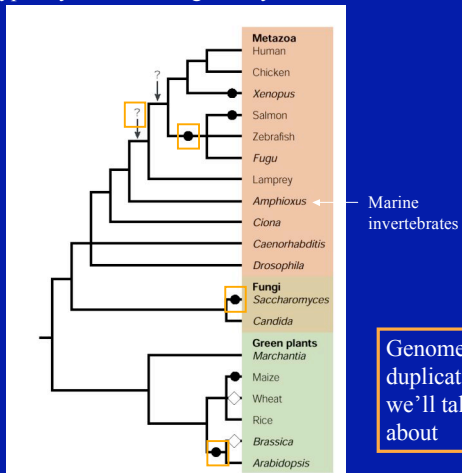 Metazoa
Human
Chicken
Xenopus
Salmon
Zebrafish
Fugu
Lamprey
Amphioxus
Ciona
Caenorhabditis
Drosophila
Fungi
Saccharomyces
Candida
Green plants
Marchantia
Maize
Wheat
Rice
Brassica
Arabidopsis
?
?
Marine
invertebrates
Genome
duplicat
we'll tal
about